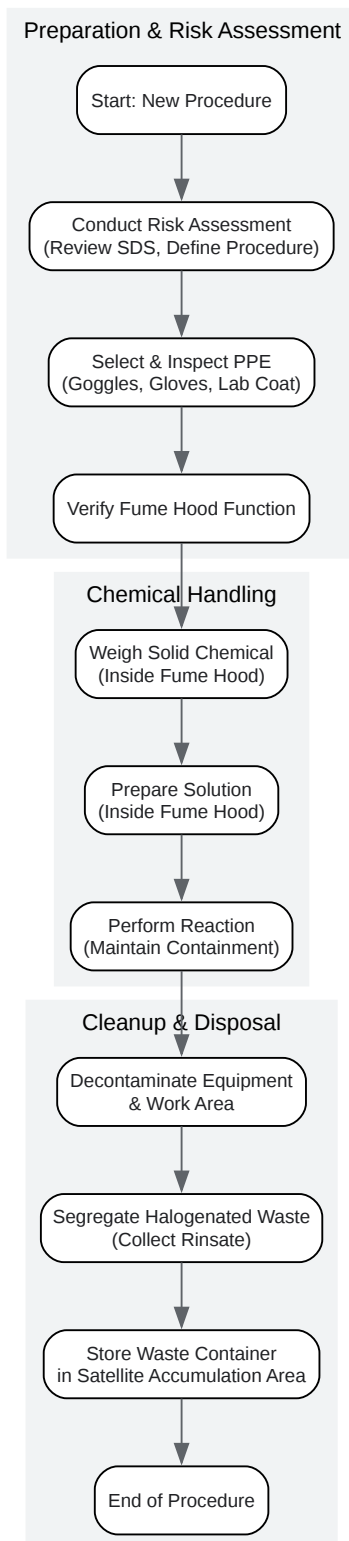 Preparation & Risk Assessment
Start: New Procedure
Conduct Risk Assessment
(Review SDS, Define Procedure)
Select & Inspect PPE
(Goggles, Gloves, Lab Coat)
Verify Fume Hood Function
Chemical Handling
Weigh Solid Chemical
(Inside Fume Hood)
Prepare Solution
(Inside Fume Hood)
Perform Reaction
(Maintain Containment)
Cleanup & Disposal
Decontaminate Equipment
& Work Area
Segregate Halogenated Waste
(Collect Rinsate)
Store Waste Container
in Satellite Accumulation Area
End of Procedure